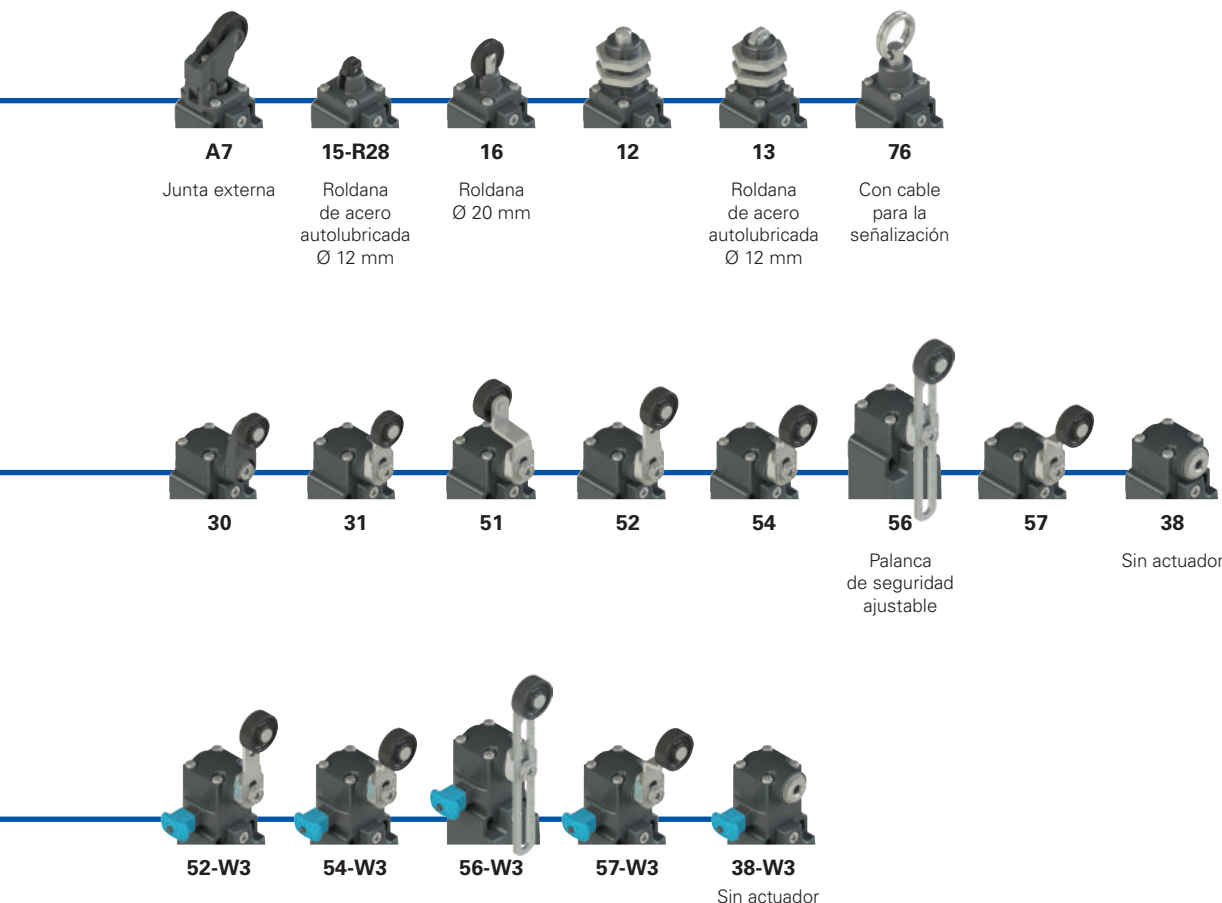 A7
Junta externa
15-R28
Roldana
de acero
autolubricada
Ø 12 mm
16
Roldana
Ø 20 mm
12
13
Roldana
de acero
autolubricada
Ø 12 mm
76
Con cable
para la
señalización
30
31
51
52
54
56
Palanca
de seguridad
ajustable
57
38
Sin actuador
52-W3
54-W3
56-W3
57-W3
38-W3
Sin actuador